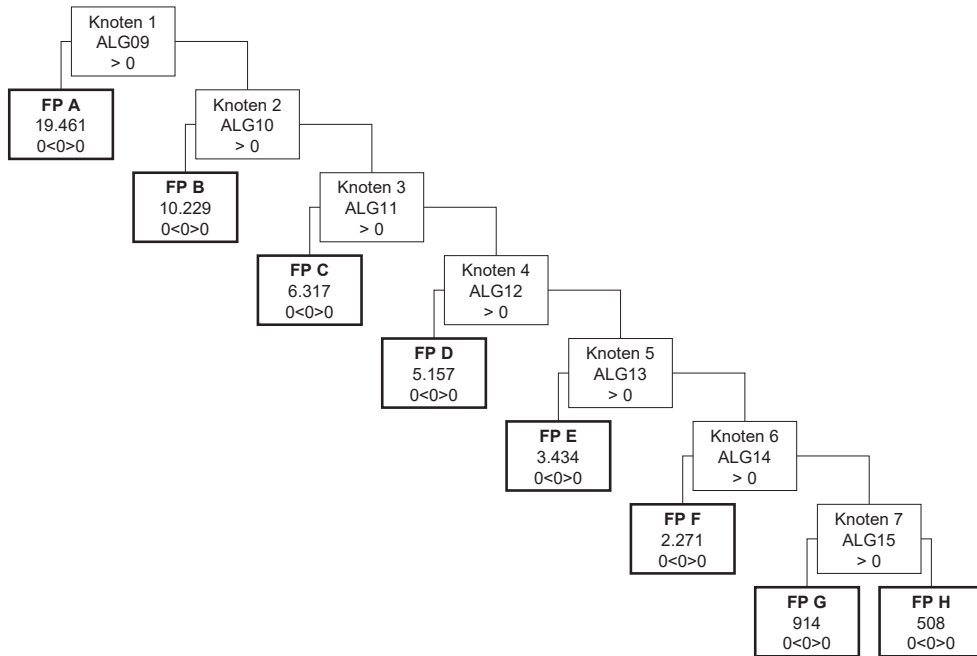 Knoten 1
ALG09
> 0
FP A
19.461
0<0>0
Knoten 2
ALG10
> 0
FP B
10.229
0<0>0
Knoten 3
ALG11
> 0
FP C
6.317
0<0>0
Knoten 4
ALG12
> 0
FP D
5.157
0<0>0
Knoten 5
ALG13
> 0
FP E
3.434
0<0>0
Knoten 6
ALG14
> 0
FP F
2.271
0<0>0
Knoten 7
ALG15
> 0
FP G
914
0<0>0
FP H
508
0<0>0